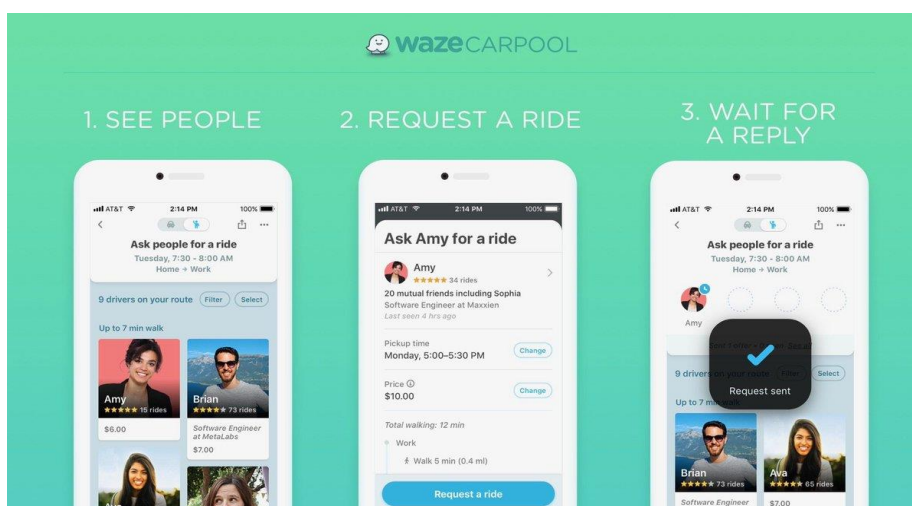 waze CARPOOL
1. SEE PEOPLE
AT&T 2:14 PM 100%
Ask people for a ride
Tuesday, 7:30 - 8:00 AM
Home → Work
9 drivers on your route Filter Select
Up to 7 min walk
Amy
★★★★★ 15 rides
$6.00
Brian
★★★★★ 73 rides
Software Engineer
at MetaLabs
$7.00
2. REQUEST A RIDE
AT&T 2:14 PM 100%
Ask Amy for a ride
Amy
★★★★★ 34 rides
20 mutual friends including Sophia
Software Engineer at Maxxien
Last seen 4 hrs ago
Pickup time
Monday, 5:00–5:30 PM Change
Price
$10.00 Change
Total walking: 12 min
Work
Walk 5 min (0.4 ml)
Request a ride
3. WAIT FOR
A REPLY
AT&T 2:14 PM 100%
Ask people for a ride
Tuesday, 7:30 - 8:00 AM
Home → Work
Amy
Request sent
9 drivers on your route Filter Select
Up to 7 min
Brian
★★★★★ 73 rides
Software Engineer
Ava
★★★★★ 65 rides
$7.00